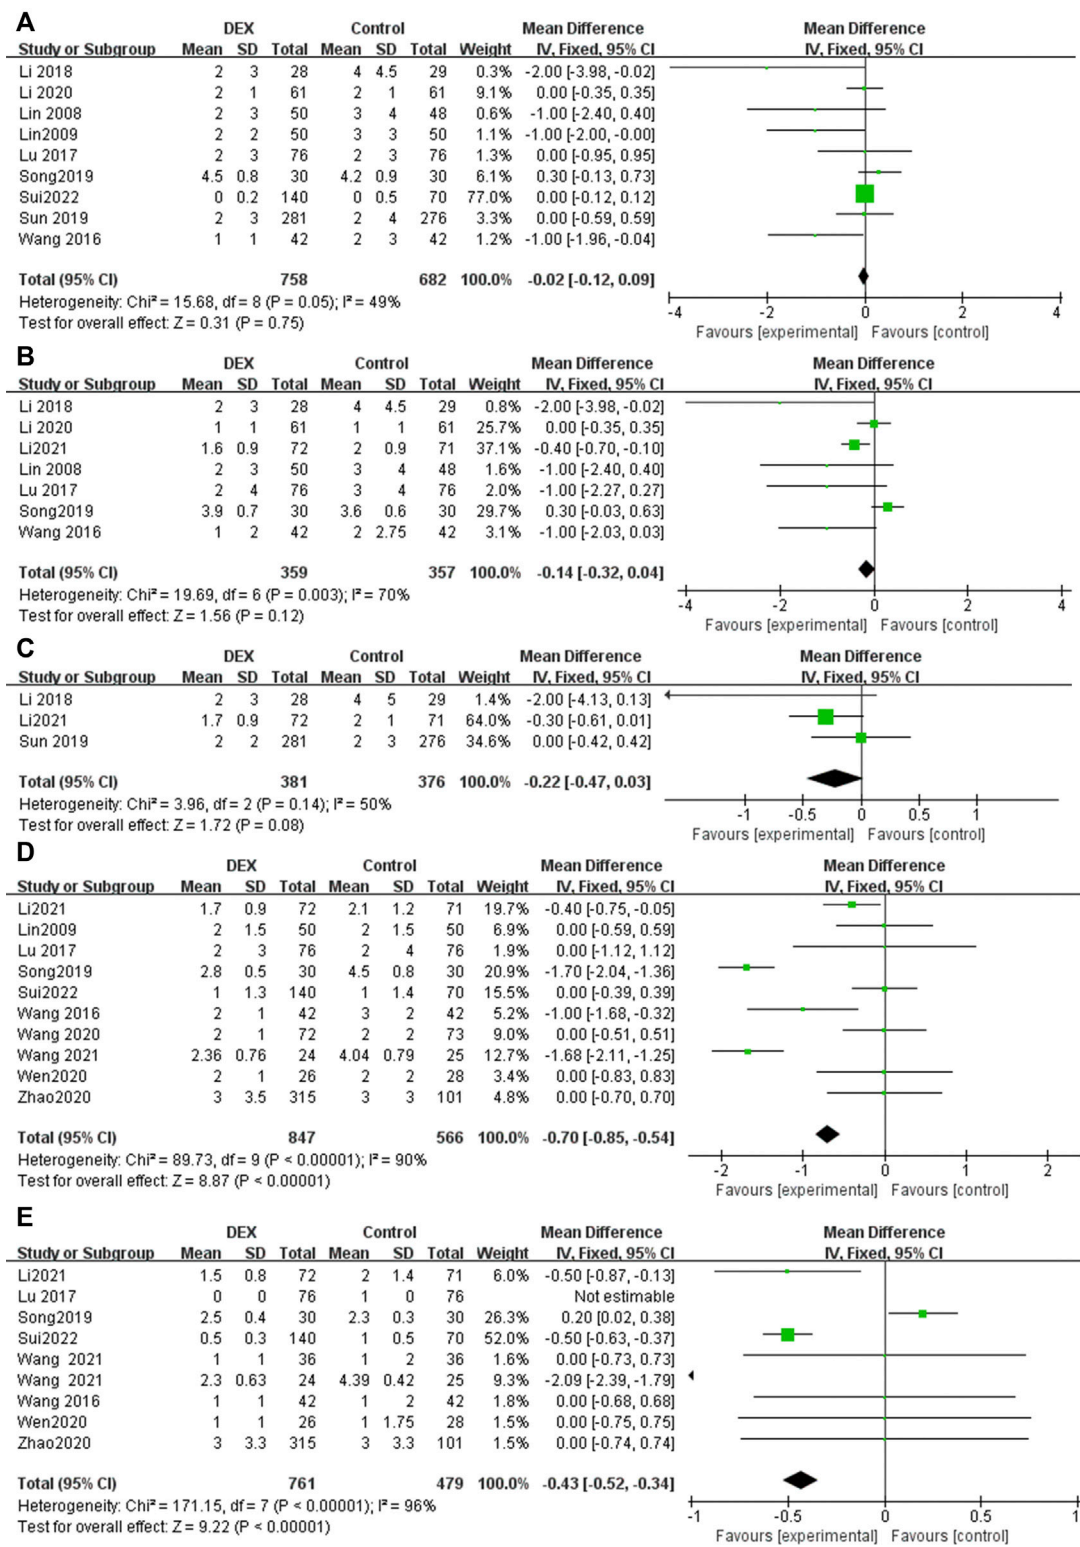 A
DEX Control Mean Difference Mean Difference
Study or Subgroup Mean SD Total Mean SD Total Weight IV, Fixed, 95% CI IV, Fixed, 95% CI
Li 2018 2 3 28 4 4.5 29 0.3% -2.00 [-3.98, -0.02]
Li 2020 2 1 61 2 1 61 9.1% 0.00 [-0.35, 0.35]
Lin 2008 2 3 50 3 4 48 0.6% -1.00 [-2.40, 0.40]
Lin2009 2 2 50 3 3 50 1.1% -1.00 [-2.00, -0.00]
Lu 2017 2 3 76 2 3 76 1.3% 0.00 [-0.95, 0.95]
Song2019 4.5 0.8 30 4.2 0.9 30 6.1% 0.30 [-0.13, 0.73]
Sui2022 0 0.2 140 0 0.5 70 77.0% 0.00 [-0.12, 0.12]
Sun 2019 2 3 281 2 4 276 3.3% 0.00 [-0.59, 0.59]
Wang 2016 1 1 42 2 3 42 1.2% -1.00 [-1.96, -0.04]
Total (95% CI) 758 682 100.0% -0.02 [-0.12, 0.09]
Heterogeneity: Chi² = 15.68, df = 8 (P = 0.05); I² = 49%
Test for overall effect: Z = 0.31 (P = 0.75)
-4 -2 0 2 4
Favours [experimental] Favours [control]
B
DEX Control Mean Difference Mean Difference
Study or Subgroup Mean SD Total Mean SD Total Weight IV, Fixed, 95% CI IV, Fixed, 95% CI
Li 2018 2 3 28 4 4.5 29 0.8% -2.00 [-3.98, -0.02]
Li 2020 1 1 61 1 1 61 25.7% 0.00 [-0.35, 0.35]
Li2021 1.6 0.9 72 2 0.9 71 37.1% -0.40 [-0.70, -0.10]
Lin 2008 2 3 50 3 4 48 1.6% -1.00 [-2.40, 0.40]
Lu 2017 2 4 76 3 4 76 2.0% -1.00 [-2.27, 0.27]
Song2019 3.9 0.7 30 3.6 0.6 30 29.7% 0.30 [-0.03, 0.63]
Wang 2016 1 2 42 2 2.75 42 3.1% -1.00 [-2.03, 0.03]
Total (95% CI) 359 357 100.0% -0.14 [-0.32, 0.04]
Heterogeneity: Chi² = 19.69, df = 6 (P = 0.003); I² = 70%
Test for overall effect: Z = 1.56 (P = 0.12)
-4 -2 0 2 4
Favours [experimental] Favours [control]
C
DEX Control Mean Difference Mean Difference
Study or Subgroup Mean SD Total Mean SD Total Weight IV, Fixed, 95% CI IV, Fixed, 95% CI
Li 2018 2 3 28 4 5 29 1.4% -2.00 [-4.13, 0.13]
Li2021 1.7 0.9 72 2 1 71 64.0% -0.30 [-0.61, 0.01]
Sun 2019 2 2 281 2 3 276 34.6% 0.00 [-0.42, 0.42]
Total (95% CI) 381 376 100.0% -0.22 [-0.47, 0.03]
Heterogeneity: Chi² = 3.96, df = 2 (P = 0.14); I² = 50%
Test for overall effect: Z = 1.72 (P = 0.08)
-1 -0.5 0 0.5 1
Favours [experimental] Favours [control]
D
DEX Control Mean Difference Mean Difference
Study or Subgroup Mean SD Total Mean SD Total Weight IV, Fixed, 95% CI IV, Fixed, 95% CI
Li2021 1.7 0.9 72 2.1 1.2 71 19.7% -0.40 [-0.75, -0.05]
Lin2009 2 1.5 50 2 1.5 50 6.9% 0.00 [-0.59, 0.59]
Lu 2017 2 3 76 2 4 76 1.9% 0.00 [-1.12, 1.12]
Song2019 2.8 0.5 30 4.5 0.8 30 20.9% -1.70 [-2.04, -1.36]
Sui2022 1 1.3 140 1 1.4 70 15.5% 0.00 [-0.39, 0.39]
Wang 2016 2 1 42 3 2 42 5.2% -1.00 [-1.68, -0.32]
Wang 2020 2 1 72 2 2 73 9.0% 0.00 [-0.51, 0.51]
Wang 2021 2.36 0.76 24 4.04 0.79 25 12.7% -1.68 [-2.11, -1.25]
Wen2020 2 1 26 2 2 28 3.4% 0.00 [-0.83, 0.83]
Zhao2020 3 3.5 315 3 3 101 4.8% 0.00 [-0.70, 0.70]
Total (95% CI) 847 566 100.0% -0.70 [-0.85, -0.54]
Heterogeneity: Chi² = 89.73, df = 9 (P < 0.00001); I² = 90%
Test for overall effect: Z = 8.87 (P < 0.00001)
-2 -1 0 1 2
Favours [experimental] Favours [control]
E
DEX Control Mean Difference Mean Difference
Study or Subgroup Mean SD Total Mean SD Total Weight IV, Fixed, 95% CI IV, Fixed, 95% CI
Li2021 1.5 0.8 72 2 1.4 71 6.0% -0.50 [-0.87, -0.13]
Lu 2017 0 0 76 1 0 76 Not estimable
Song2019 2.5 0.4 30 2.3 0.3 30 26.3% 0.20 [0.02, 0.38]
Sui2022 0.5 0.3 140 1 0.5 70 52.0% -0.50 [-0.63, -0.37]
Wang 2021 1 1 36 1 2 36 1.6% 0.00 [-0.73, 0.73]
Wang 2021 2.3 0.63 24 4.39 0.42 25 9.3% -2.09 [-2.39, -1.79]
Wang 2016 1 1 42 1 2 42 1.8% 0.00 [-0.68, 0.68]
Wen2020 1 1 26 1 1.75 28 1.5% 0.00 [-0.75, 0.75]
Zhao2020 3 3.3 315 3 3.3 101 1.5% 0.00 [-0.74, 0.74]
Total (95% CI) 761 479 100.0% -0.43 [-0.52, -0.34]
Heterogeneity: Chi² = 171.15, df = 7 (P < 0.00001); I² = 96%
Test for overall effect: Z = 9.22 (P < 0.00001)
-1 -0.5 0 0.5 1
Favours [experimental] Favours [control]